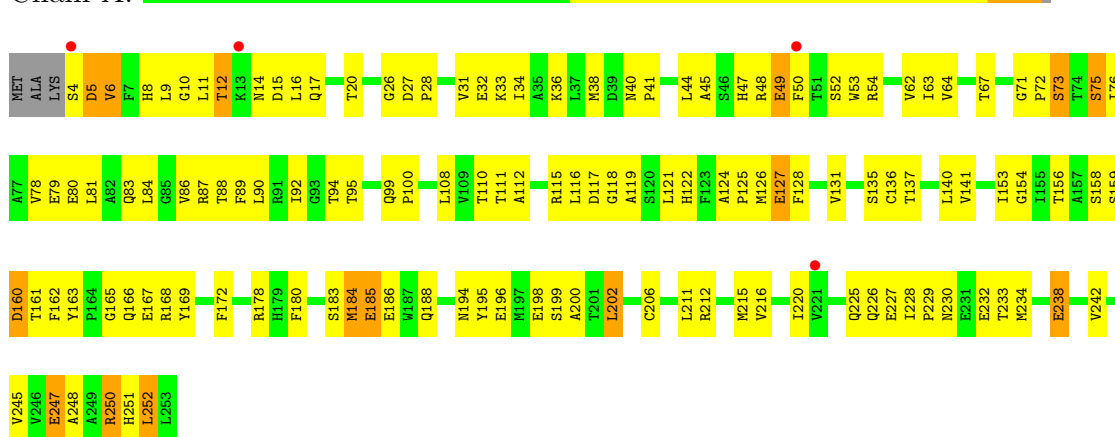 MET ALA LYS S4 D5 V6 F7 H8 L9 G10 L11 T12 K13 N14 D15 L16 Q17 T20 G26 D27 P28 V31 E32 K33 I34 A35 K36 L37 M38 D39 N40 P41 L44 A45 S46 H47 R48 E49 F50 T51 S52 W53 R54 V62 I63 V64 T67 G71 P72 S73 T74 S75
A77 V78 E79 E80 L81 A82 Q83 L84 G85 V86 R87 T88 F89 L90 R91 I92 G93 T94 T95 Q99 P100 L108 V109 T110 T111 A112 R115 L116 D117 G118 A119 S120 L121 H122 F123 A124 P125 M126 E127 F128 V131 S135 C136 T137 L140 V141 I153 G154 I155 T156 A157 S158
D160 T161 F162 Y163 P164 G165 Q166 E167 R168 Y169 F172 R178 H179 F180 S183 M184 E185 E186 W187 Q188 N194 Y195 E196 M197 E198 S199 A200 T201 L202 C206 L211 R212 M215 V216 I220 V221 Q225 Q226 E227 I228 P229 N230 E231 E232 T233 M234 E238 V242
V245 V246 E247 A248 A249 R250 H251 L252 L253